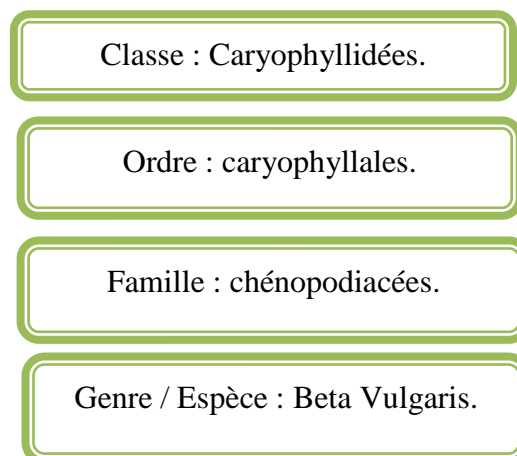 Classe : Caryophyllidées.
Ordre : caryophyllales.
Famille : chénopodiacées.
Genre / Espèce : Beta Vulgaris.